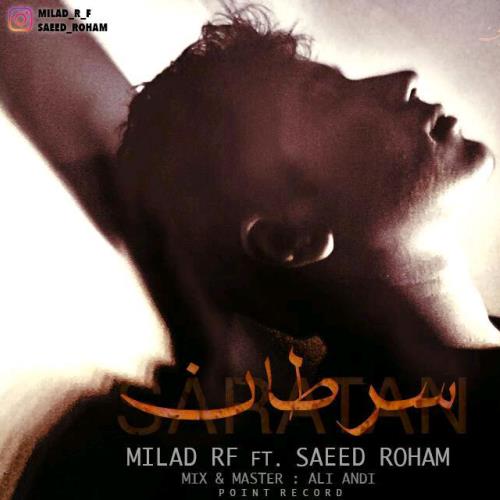 MILAD_R_F
SAEED_ROHAM
سرطان
SARATAN
MILAD RF FT. SAEED ROHAM
MIX & MASTER : ALI ANDI
POINT RECORD